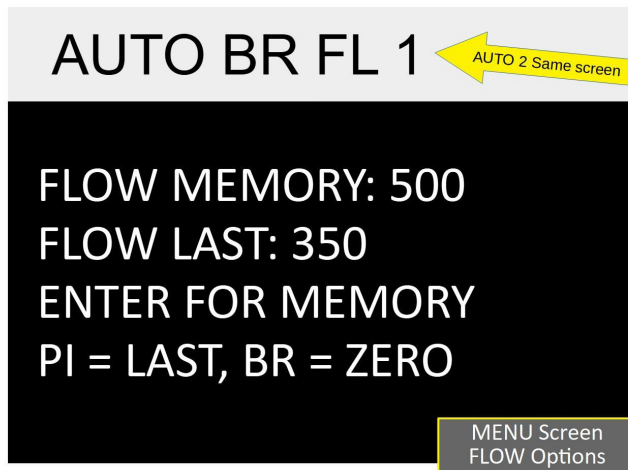 AUTO BR FL 1
AUTO 2 Same screen
FLOW MEMORY: 500
FLOW LAST: 350
ENTER FOR MEMORY
PI = LAST, BR = ZERO
MENU Screen
FLOW Options